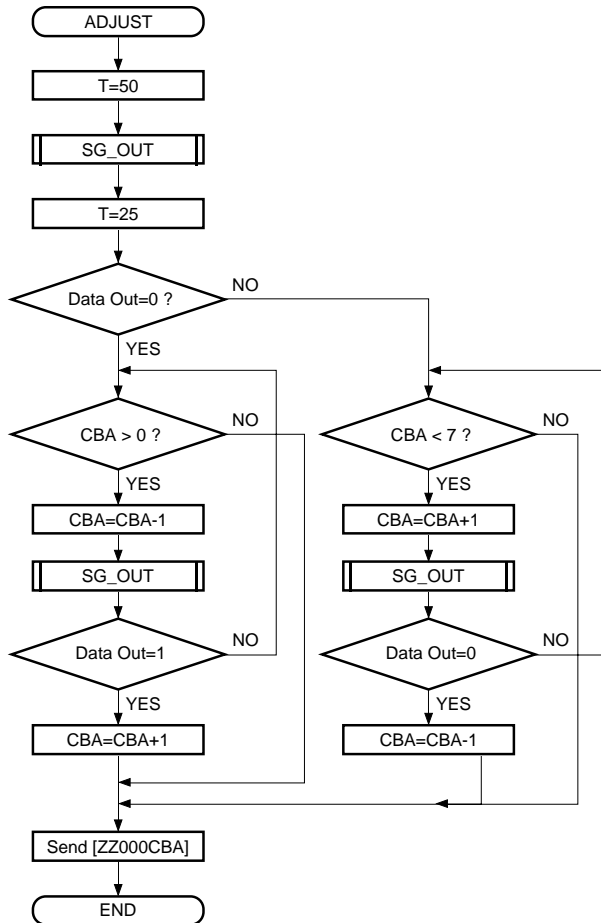 ADJUST
T=50
SG_OUT
T=25
Data Out=0 ?
NO
YES
CBA > 0 ?
NO
YES
CBA=CBA-1
SG_OUT
Data Out=1
NO
YES
CBA=CBA+1
CBA < 7 ?
NO
YES
CBA=CBA+1
SG_OUT
Data Out=0
NO
YES
CBA=CBA-1
Send [ZZ000CBA]
END